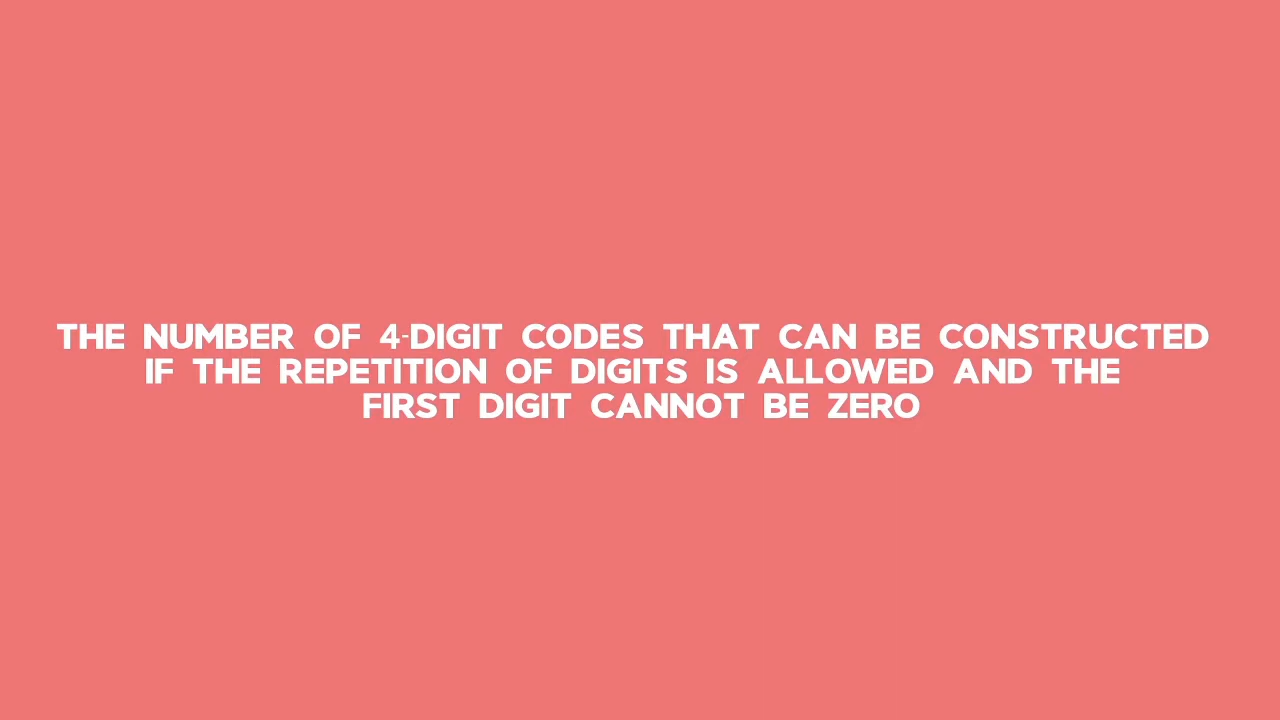 THE NUMBER OF 4-DIGIT CODES THAT CAN BE CONSTRUCTED
IF THE REPETITION OF DIGITS IS ALLOWED AND THE
FIRST DIGIT CANNOT BE ZERO